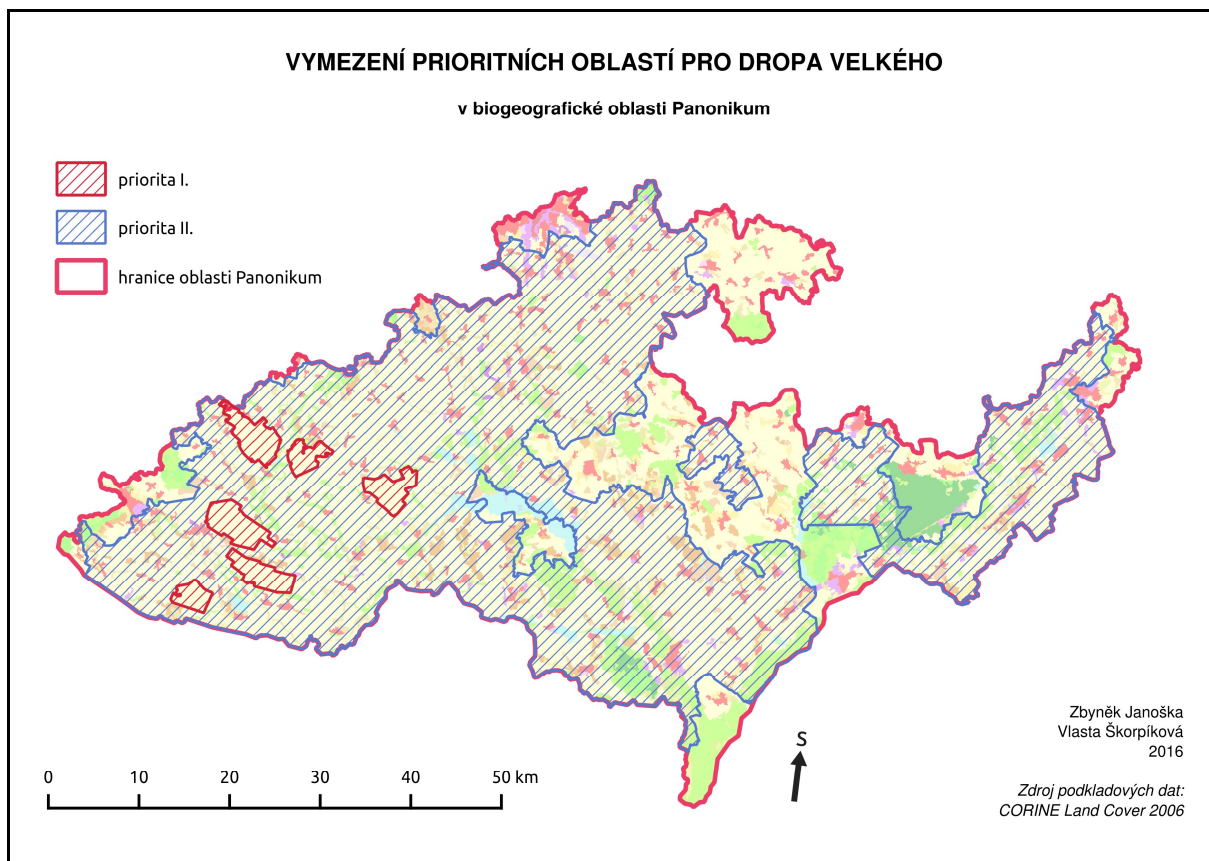 VYMEZENÍ PRIORITNÍCH OBLASTÍ PRO DROPA VELKÉHO
v biogeografické oblasti Panonikum
priorita I.
priorita II.
hranice oblasti Panonikum
S
0 10 20 30 40 50 km
Zbyněk Janoška
Vlasta Škorpíková
2016
Zdroj podkladových dat:
CORINE Land Cover 2006